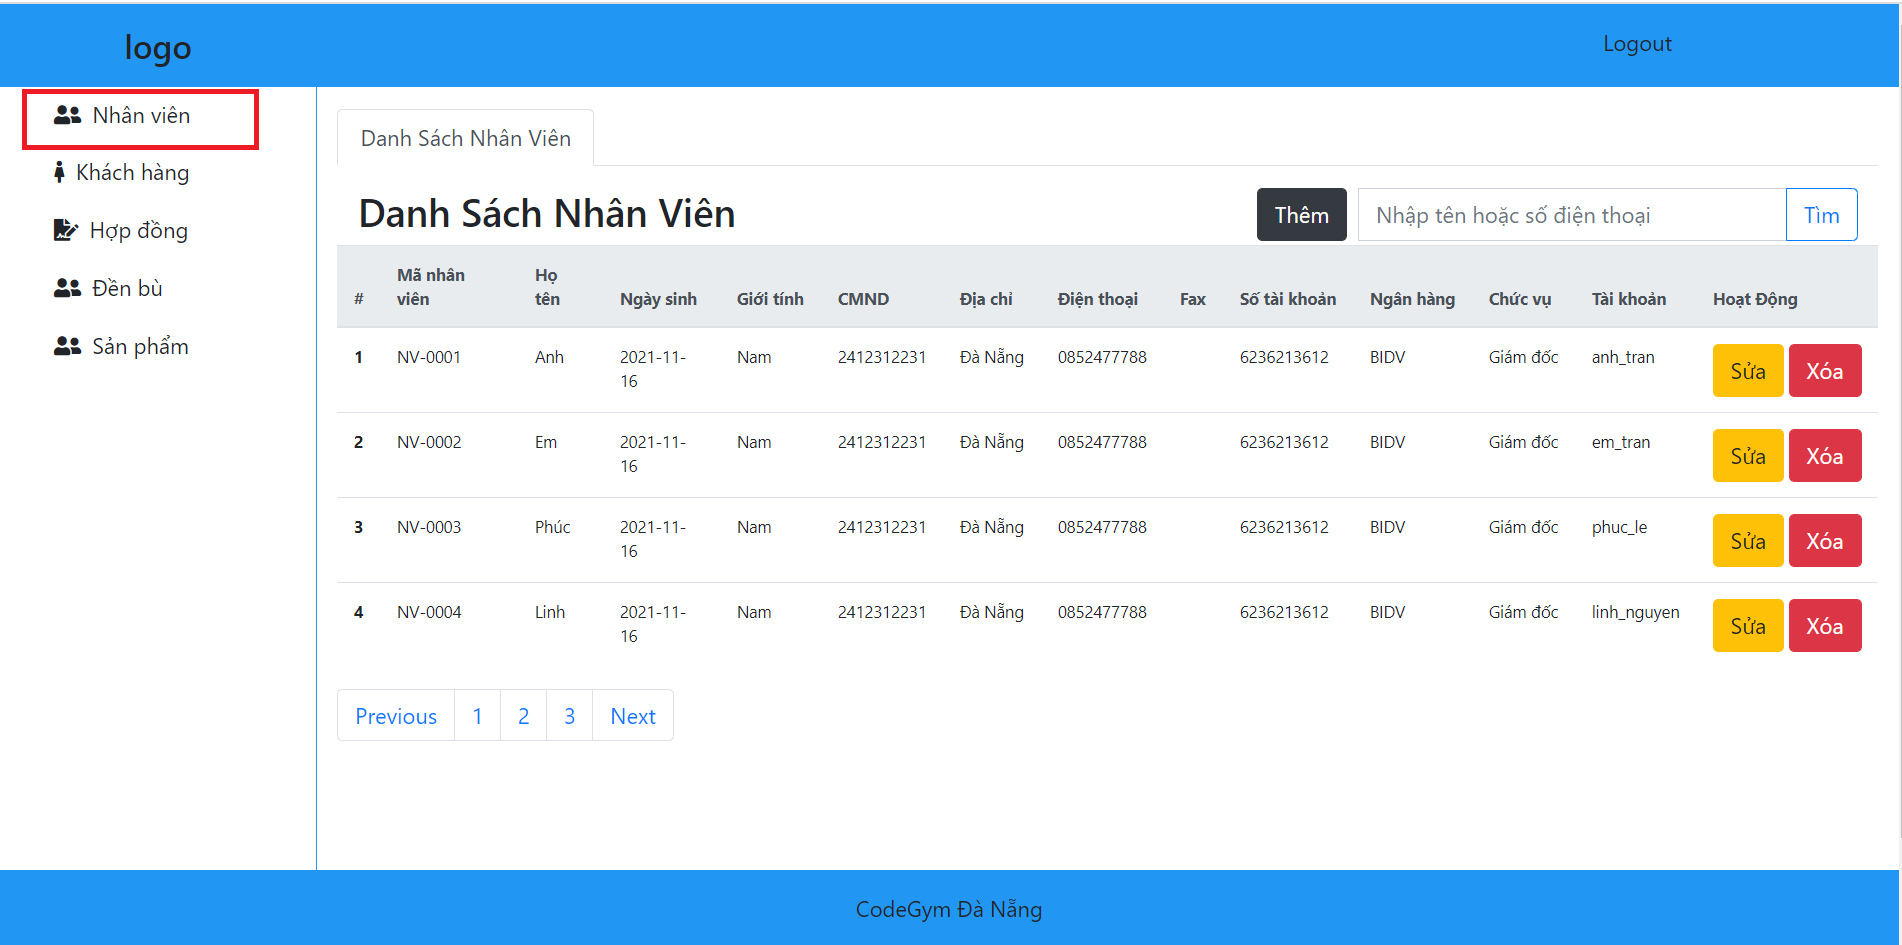 logo
Logout
Nhân viên
Khách hàng
Hợp đồng
Đền bù
Sản phẩm
Danh Sách Nhân Viên
Danh Sách Nhân Viên
Thêm
Nhập tên hoặc số điện thoại
Tìm
# Mã nhân viên Họ tên Ngày sinh Giới tính CMND Địa chỉ Điện thoại Fax Số tài khoản Ngân hàng Chức vụ Tài khoản Hoạt Động
1 NV-0001 Anh 2021-11-16 Nam 2412312231 Đà Nẵng 0852477788 6236213612 BIDV Giám đốc anh_tran Sửa Xóa
2 NV-0002 Em 2021-11-16 Nam 2412312231 Đà Nẵng 0852477788 6236213612 BIDV Giám đốc em_tran Sửa Xóa
3 NV-0003 Phúc 2021-11-16 Nam 2412312231 Đà Nẵng 0852477788 6236213612 BIDV Giám đốc phuc_le Sửa Xóa
4 NV-0004 Linh 2021-11-16 Nam 2412312231 Đà Nẵng 0852477788 6236213612 BIDV Giám đốc linh_nguyen Sửa Xóa
Previous 1 2 3 Next
CodeGym Đà Nẵng